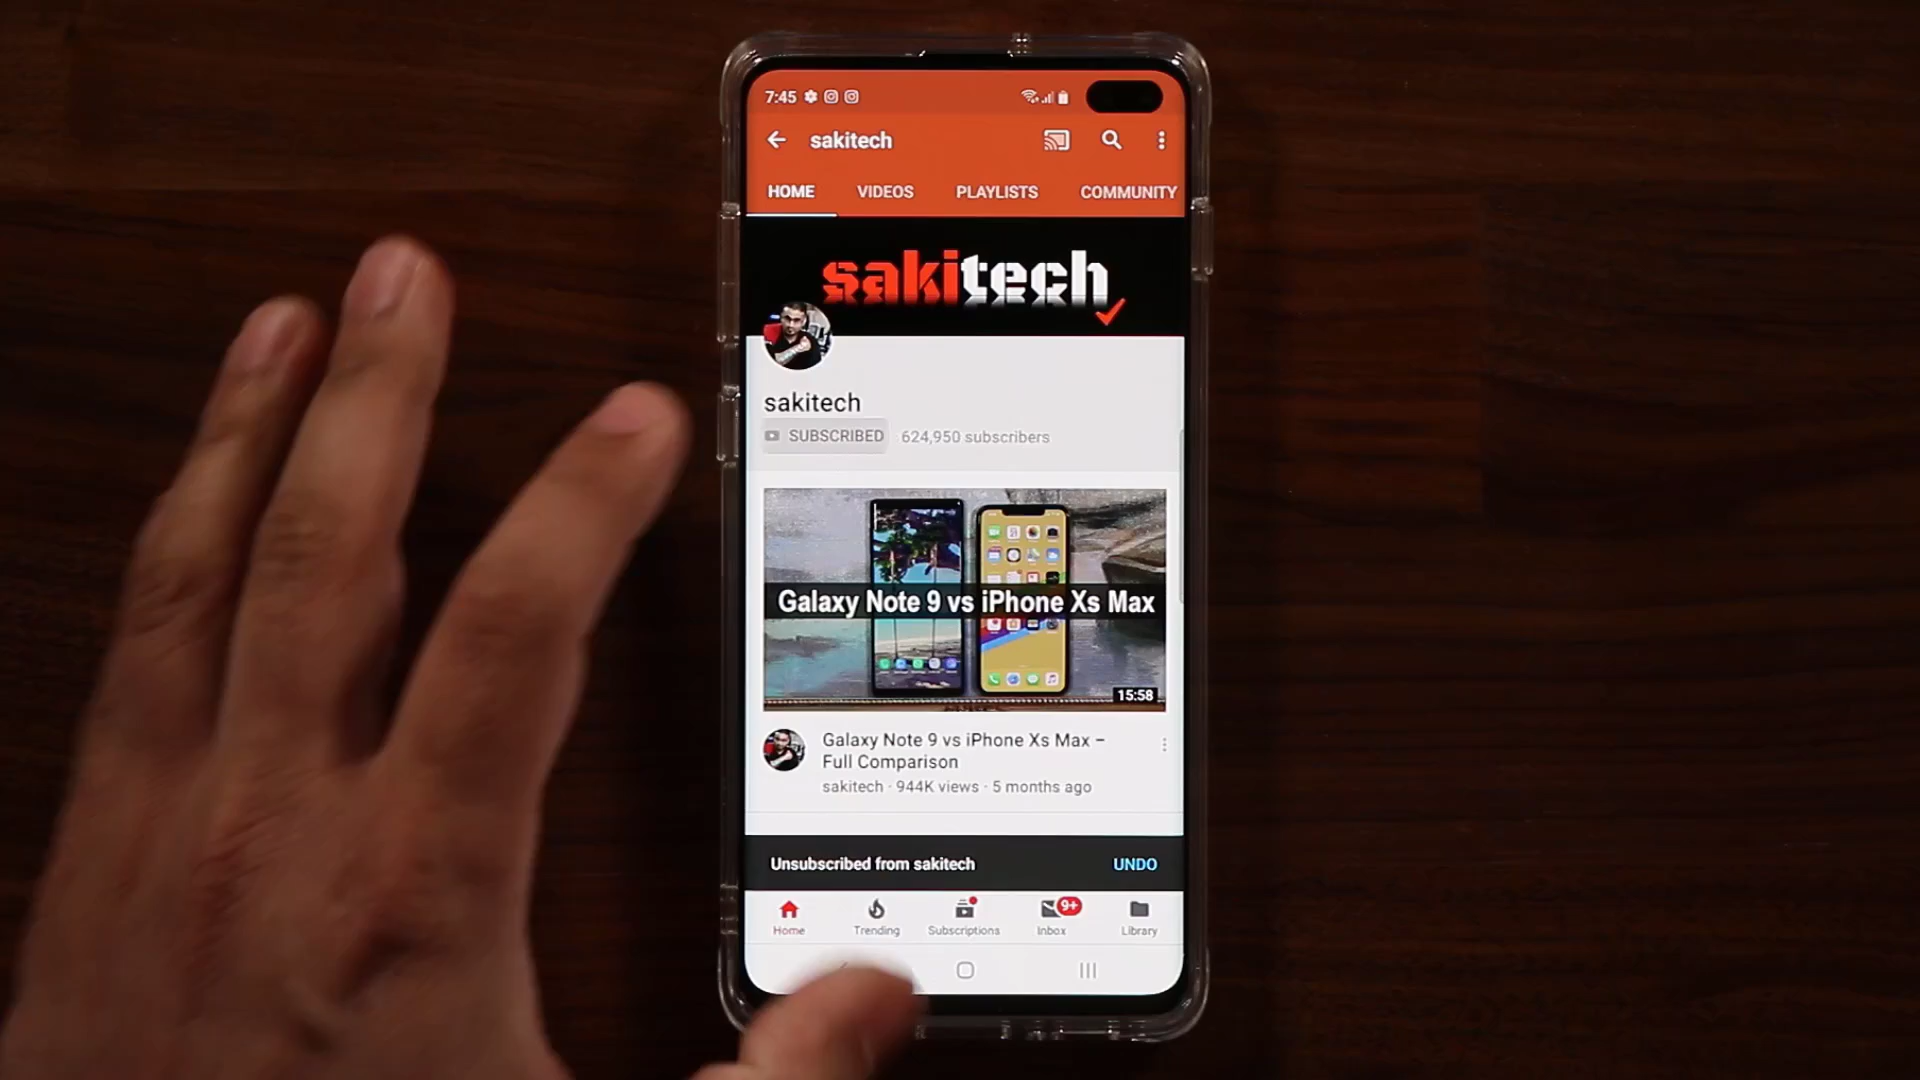 7:45
sakitech
HOME VIDEOS PLAYLISTS COMMUNITY
sakitech
sakitech
SUBSCRIBED 624,950 subscribers
Galaxy Note 9 vs iPhone Xs Max
15:58
Galaxy Note 9 vs iPhone Xs Max –
Full Comparison
sakitech · 944K views · 5 months ago
Unsubscribed from sakitech UNDO
9+
Home Trending Subscriptions Inbox Library